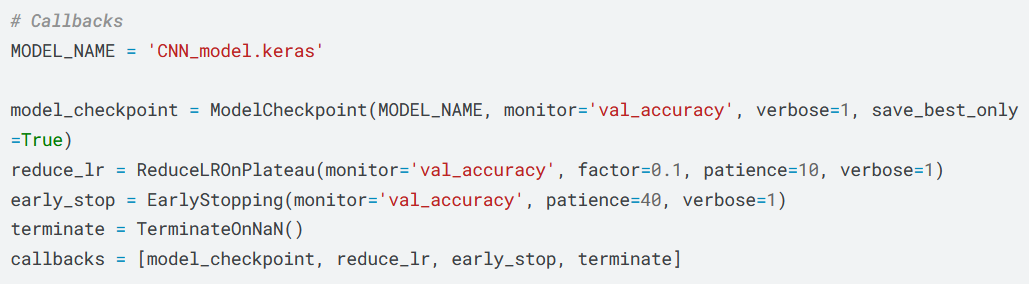 # Callbacks
MODEL_NAME = 'CNN_model.keras'
model_checkpoint = ModelCheckpoint(MODEL_NAME, monitor='val_accuracy', verbose=1, save_best_only
=True)
reduce_lr = ReduceLROnPlateau(monitor='val_accuracy', factor=0.1, patience=10, verbose=1)
early_stop = EarlyStopping(monitor='val_accuracy', patience=40, verbose=1)
terminate = TerminateOnNaN()
callbacks = [model_checkpoint, reduce_lr, early_stop, terminate]